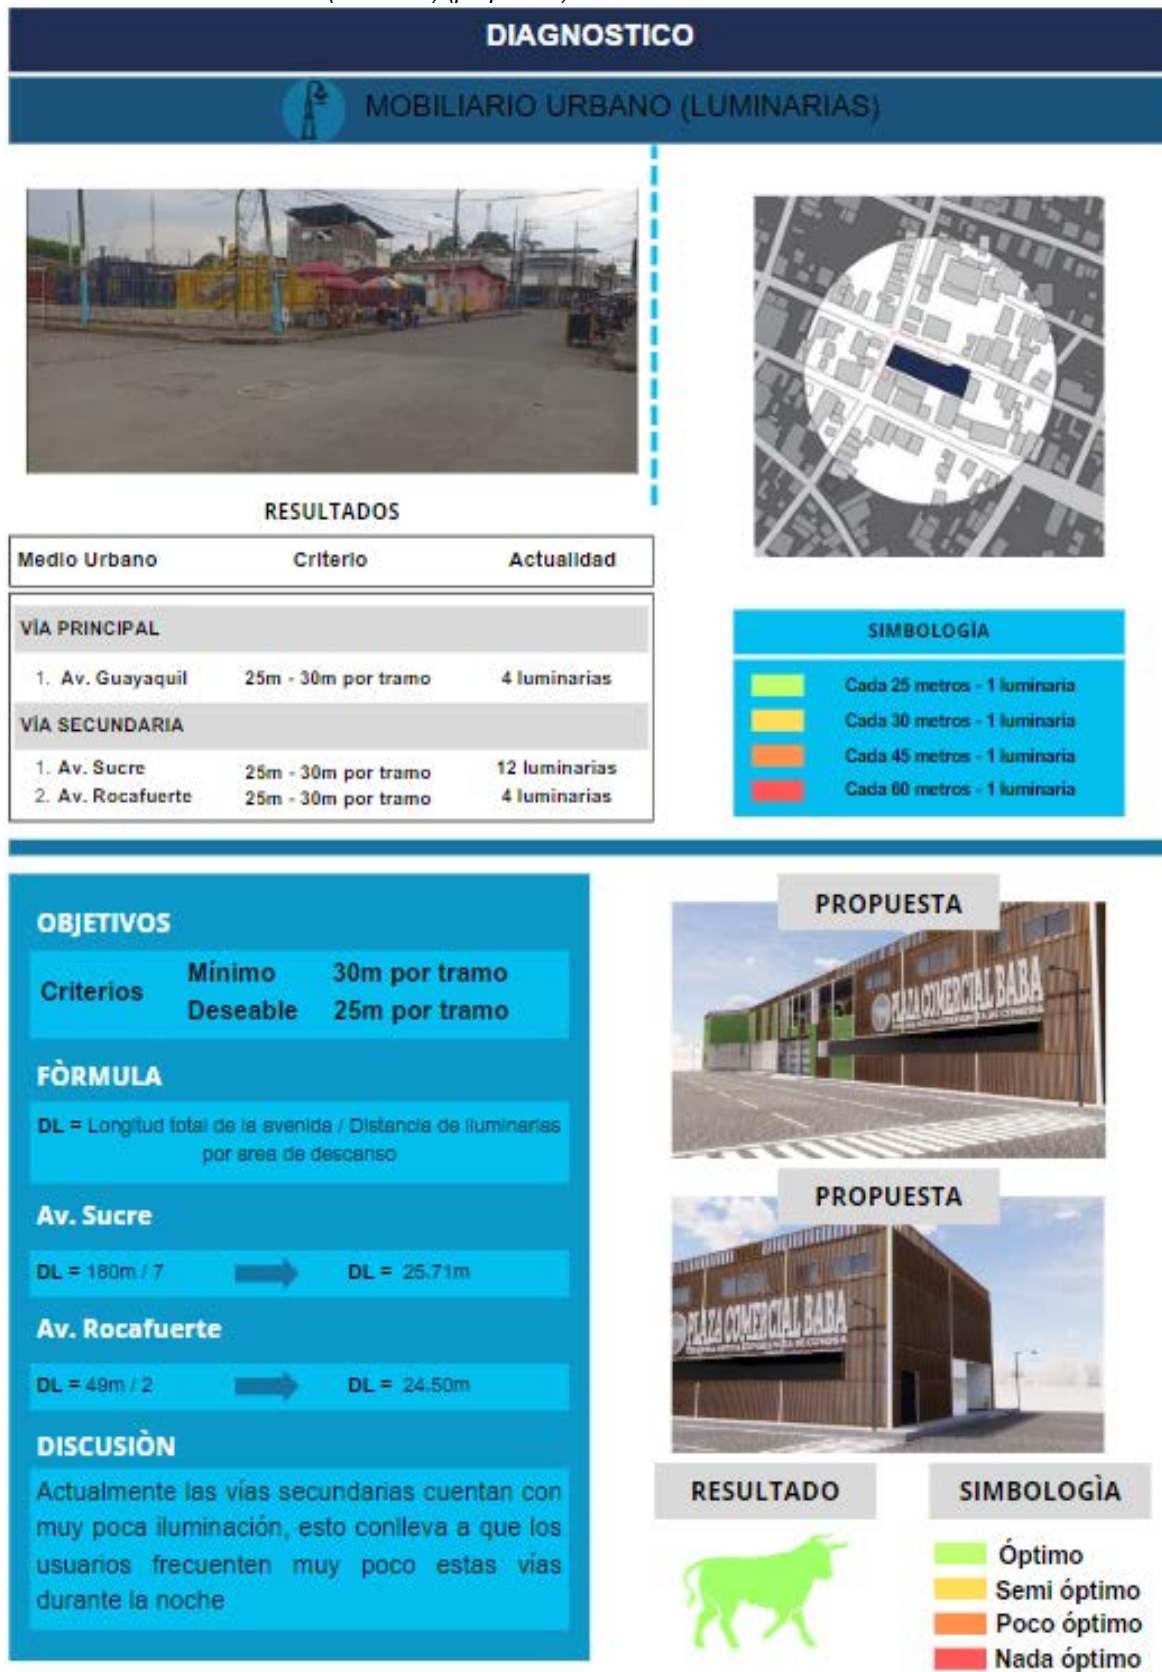 DIAGNOSTICO
MOBILIARIO URBANO (LUMINARIAS)
RESULTADOS
Medio Urbano Criterio Actualidad
VÌA PRINCIPAL
1. Av. Guayaquil 25m - 30m por tramo 4 luminarias
VÌA SECUNDARIA
1. Av. Sucre 25m - 30m por tramo 12 luminarias
2. Av. Rocafuerte 25m - 30m por tramo 4 luminarias
SIMBOLOGÌA
Cada 25 metros - 1 luminaria
Cada 30 metros - 1 luminaria
Cada 45 metros - 1 luminaria
Cada 60 metros - 1 luminaria
OBJETIVOS
Criterios
Mínimo 30m por tramo
Deseable 25m por tramo
FÒRMULA
DL = Longitud total de la avenida / Distancia de iluminarias
por area de descanso
Av. Sucre
DL = 180m / 7 DL = 25.71m
Av. Rocafuerte
DL = 49m / 2 DL = 24.50m
DISCUSIÒN
Actualmente las vías secundarias cuentan con
muy poca iluminación, esto conlleva a que los
usuarios frecuenten muy poco estas vías
durante la noche
PROPUESTA
PLAZA COMERCIAL BABA
PROPUESTA
PLAZA COMERCIAL BABA
RESULTADO
SIMBOLOGÌA
Óptimo
Semi óptimo
Poco óptimo
Nada óptimo